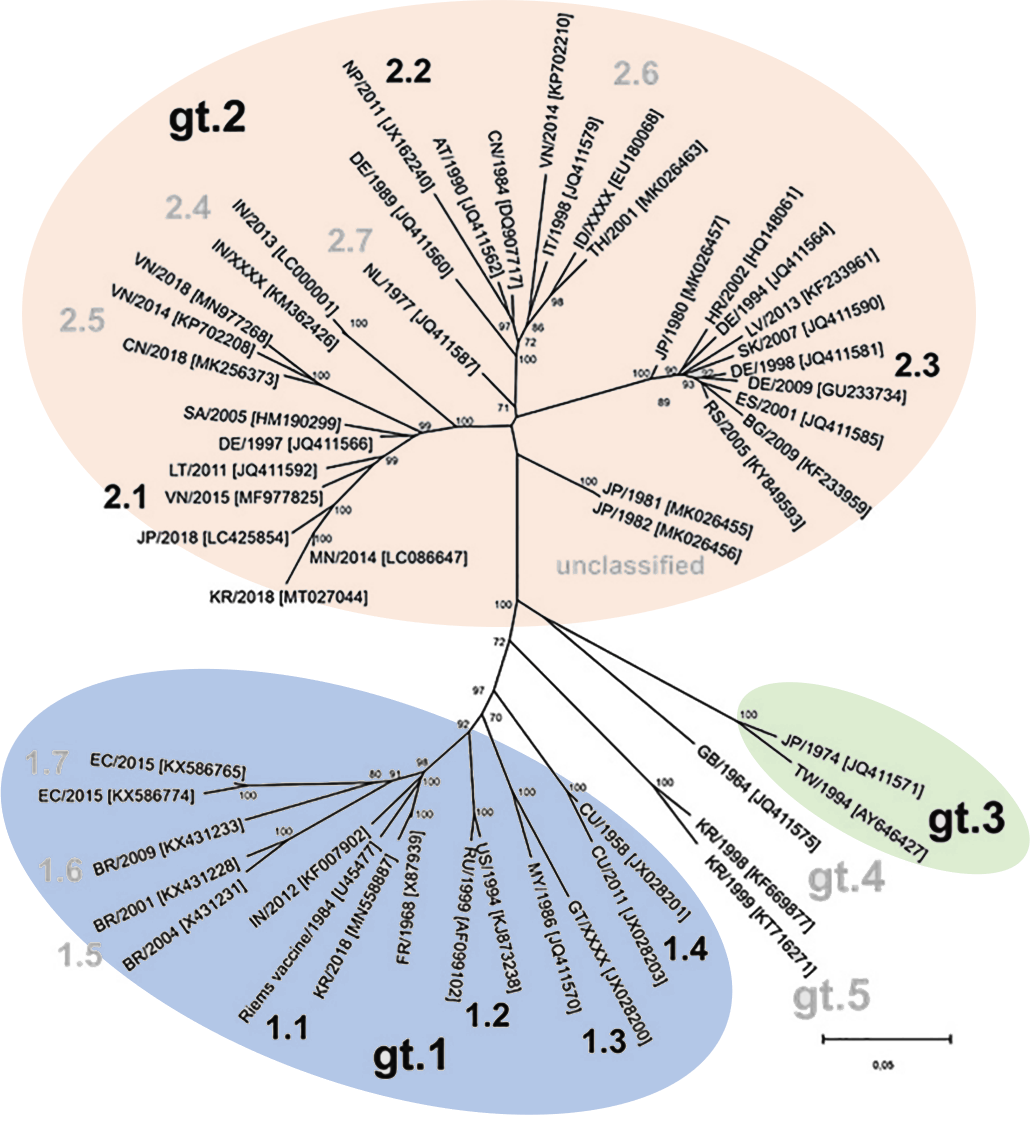 gt.2
2.2
2.6
2.4
2.7
2.5
2.3
2.1
unclassified
NP/2011 [JX162240]
DE/1989 [JQ411560]
AT/1990 [JQ411562]
CN/1984 [DQ907717]
VN/2014 [KP702210]
IT/1998 [JQ411579]
ID/XXXX [EU180068]
TH/2001 [MK026463]
IN/2013 [LC000001]
IN/XXXX [KM362426]
NL/1977 [JQ411587]
VN/2018 [MN977268]
VN/2014 [KP702208]
CN/2018 [MK256373]
SA/2005 [HM190299]
DE/1997 [JQ411566]
LT/2011 [JQ411592]
VN/2015 [MF977825]
JP/2018 [LC425854]
MN/2014 [LC086647]
KR/2018 [MT027044]
JP/1980 [MK026457]
HR/2002 [HQ148061]
DE/1994 [JQ411564]
LV/2013 [KF233961]
SK/2007 [JQ411590]
DE/1998 [JQ411581]
DE/2009 [GU233734]
ES/2001 [JQ411585]
BG/2009 [KF233959]
RS/2005 [KY849593]
JP/1981 [MK026455]
JP/1982 [MK026456]
97
98
86
72
100
71
100
100
99
100
99
100
100
100
90
92
93
89
100
100
72
97
92
70
98
100
91
80
100
100
100
100
100
100
100
100
JP/1974 [JQ411571]
TW/1994 [AY646427]
gt.3
GB/1964 [JQ411575]
gt.4
KR/1998 [KF669877]
KR/1999 [KT716271]
gt.5
1.7
EC/2015 [KX586765]
EC/2015 [KX586774]
BR/2009 [KX431233]
1.6
BR/2001 [KX431228]
BR/2004 [X431231]
1.5
IN/2012 [KF007902]
Riems vaccine/1984 [U45477]
KR/2018 [MN558687]
FR/1968 [X87939]
1.1
RU/1999 [AF099102]
US/1994 [KJ873238]
1.2
MY/1986 [JQ411570]
GT/XXXX [JX028200]
1.3
CU/1958 [JX028201]
CU/2011 [JX028203]
1.4
gt.1
0,05